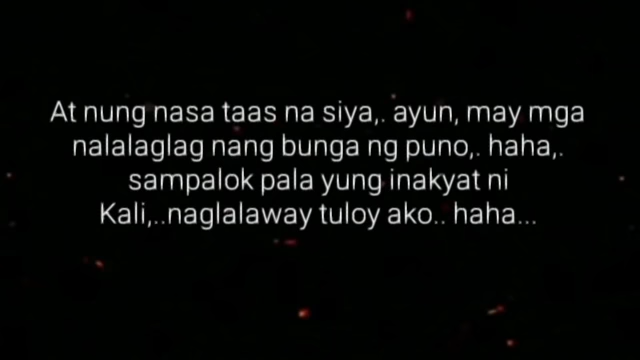 At nung nasa taas na siya,. ayun, may mga
nalalaglag nang bunga ng puno,. haha,.
sampalok pala yung inakyat ni
Kali,..naglalaway tuloy ako.. haha...